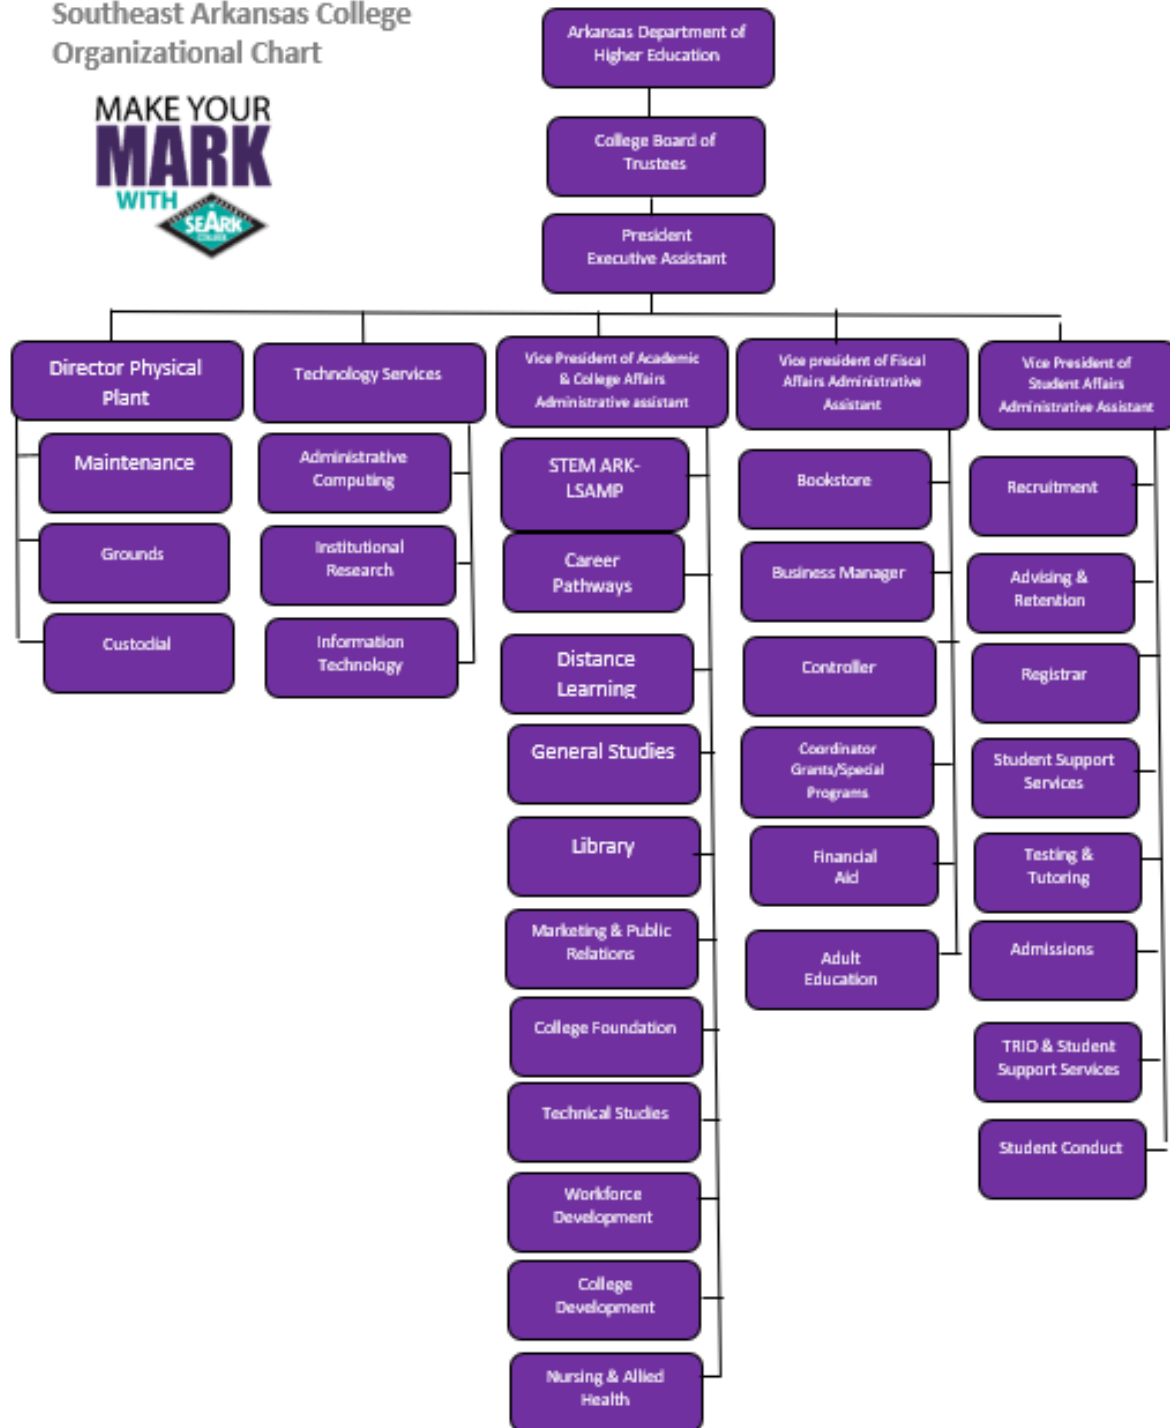 Southeast Arkansas College
Organizational Chart
MAKE YOUR
MARK
WITH
SEARK
COLLEGE
Arkansas Department of
Higher Education
College Board of
Trustees
President
Executive Assistant
Director Physical
Plant
Maintenance
Grounds
Custodial
Technology Services
Administrative
Computing
Institutional
Research
Information
Technology
Vice President of Academic
& College Affairs
Administrative assistant
STEM ARK-
LSAMP
Career
Pathways
Distance
Learning
General Studies
Library
Marketing & Public
Relations
College Foundation
Technical Studies
Workforce
Development
College
Development
Nursing & Allied
Health
Vice president of Fiscal
Affairs Administrative
Assistant
Bookstore
Business Manager
Controller
Coordinator
Grants/Special
Programs
Financial
Aid
Adult
Education
Vice President of
Student Affairs
Administrative Assistant
Recruitment
Advising &
Retention
Registrar
Student Support
Services
Testing &
Tutoring
Admissions
TRIO & Student
Support Services
Student Conduct